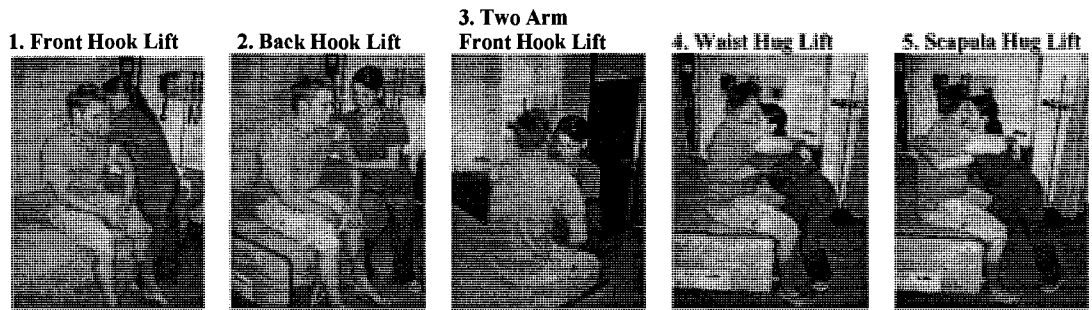 1. Front Hook Lift
2. Back Hook Lift
3. Two Arm
Front Hook Lift
4. Waist Hug Lift
5. Scapula Hug Lift